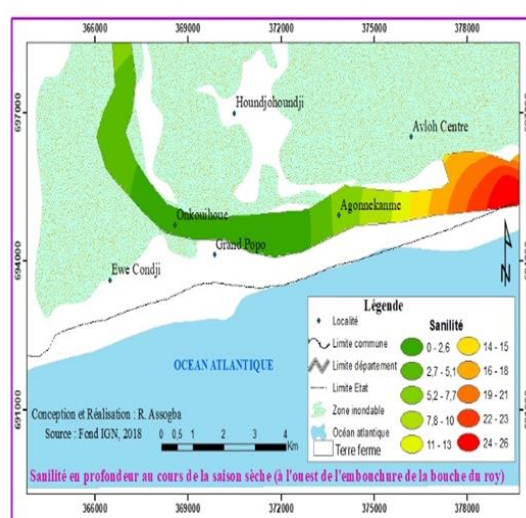 366000 369000 372000 375000 378000
697000
694000
691000
Houndjohoundji
Avloh Centre
Onkouihoue
Agonnekanme
Grand Popo
Ewe Condji
OCEAN ATLANTIQUE
Z
Conception et Réalisation : R. Assogba
Source : Fond IGN, 2018
0 0,5 1 2 3 4
Km
Légende
Localité
Limite commune
Limite département
Limite Etat
Zone inondable
Océan atlantique
Terre ferme
Sanilité
0 - 2,6
2,7 - 5,1
5,2 - 7,7
7,8 - 10
11 - 13
14 - 15
16 - 18
19 - 21
22 - 23
24 - 26
Sanilité en profondeur au cours de la saison sèche (à l'ouest de l'embouchure de la bouche du roy)
366000 369000 372000 375000 378000